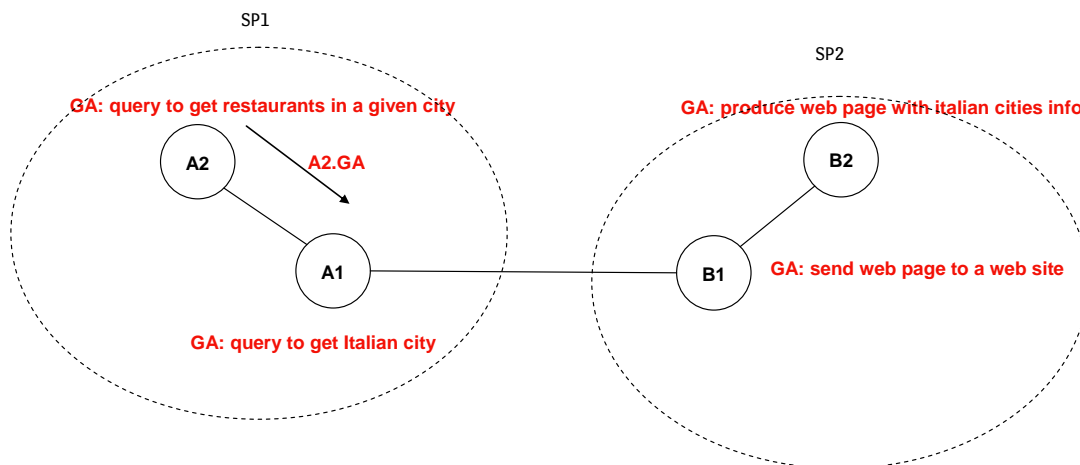 SP1
SP2
GA: query to get restaurants in a given city
GA: produce web page with italian cities info
A2
A2.GA
B2
A1
B1
GA: send web page to a web site
GA: query to get Italian city